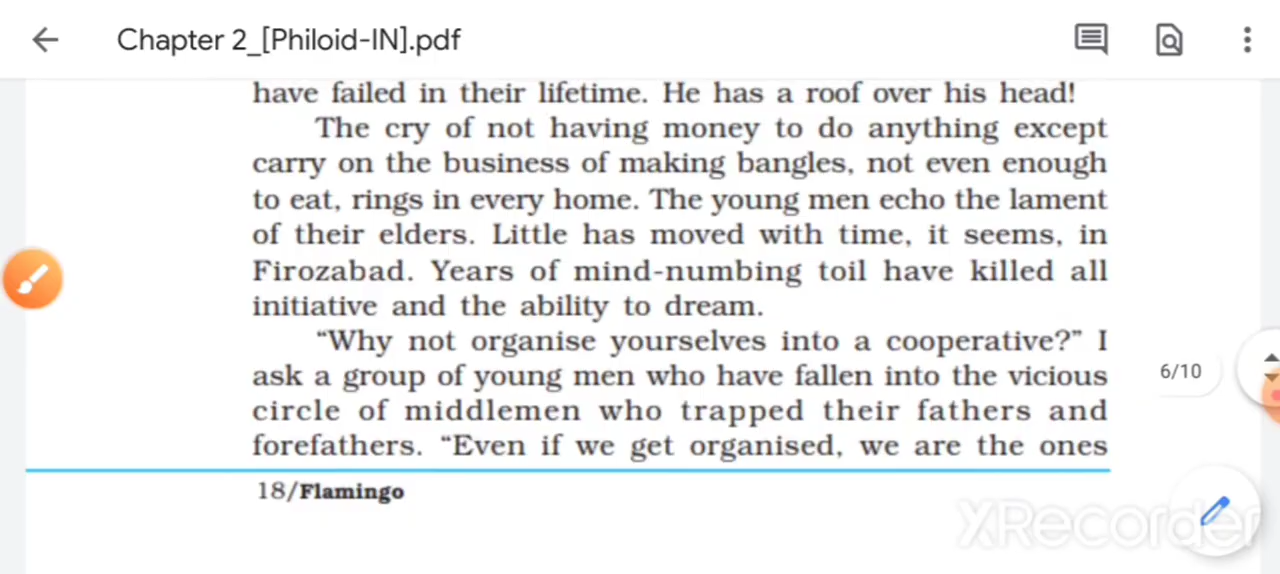 Chapter 2_[Philoid-IN].pdf
have failed in their lifetime. He has a roof over his head!
The cry of not having money to do anything except
carry on the business of making bangles, not even enough
to eat, rings in every home. The young men echo the lament
of their elders. Little has moved with time, it seems, in
Firozabad. Years of mind-numbing toil have killed all
initiative and the ability to dream.
“Why not organise yourselves into a cooperative?” I
ask a group of young men who have fallen into the vicious
circle of middlemen who trapped their fathers and
forefathers. “Even if we get organised, we are the ones
6/10
18/Flamingo
XRecorder